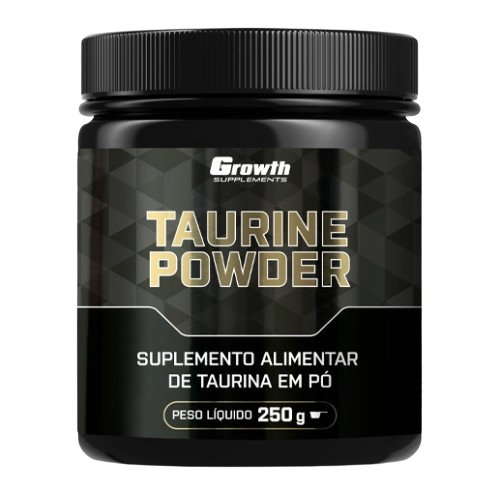 Growth
SUPPLEMENTS
TAURINE
POWDER
SUPLEMENTO ALIMENTAR
DE TAURINA EM PÓ
PESO LÍQUIDO 250 g